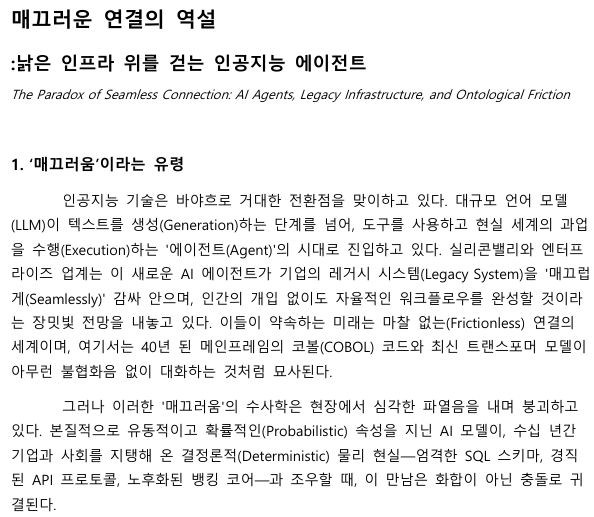 매끄러운 연결의 역설
:낡은 인프라 위를 걷는 인공지능 에이전트
The Paradox of Seamless Connection: AI Agents, Legacy Infrastructure, and Ontological Friction
1. ‘매끄러움’이라는 유령
인공지능 기술은 바야흐로 거대한 전환점을 맞이하고 있다. 대규모 언어 모델
(LLM)이 텍스트를 생성(Generation)하는 단계를 넘어, 도구를 사용하고 현실 세계의 과업
을 수행(Execution)하는 '에이전트(Agent)'의 시대로 진입하고 있다. 실리콘밸리와 엔터프
라이즈 업계는 이 새로운 AI 에이전트가 기업의 레거시 시스템(Legacy System)을 '매끄럽
게(Seamlessly)' 감싸 안으며, 인간의 개입 없이도 자율적인 워크플로우를 완성할 것이라
는 장밋빛 전망을 내놓고 있다. 이들이 약속하는 미래는 마찰 없는(Frictionless) 연결의
세계이며, 여기서는 40년 된 메인프레임의 코볼(COBOL) 코드와 최신 트랜스포머 모델이
아무런 불협화음 없이 대화하는 것처럼 묘사된다.
그러나 이러한 '매끄러움'의 수사학은 현장에서 심각한 파열음을 내며 붕괴하고
있다. 본질적으로 유동적이고 확률적인(Probabilistic) 속성을 지닌 AI 모델이, 수십 년간
기업과 사회를 지탱해 온 결정론적(Deterministic) 물리 현실—엄격한 SQL 스키마, 경직
된 API 프로토콜, 노후화된 뱅킹 코어—과 조우할 때, 이 만남은 화합이 아닌 충돌로 귀
결된다.